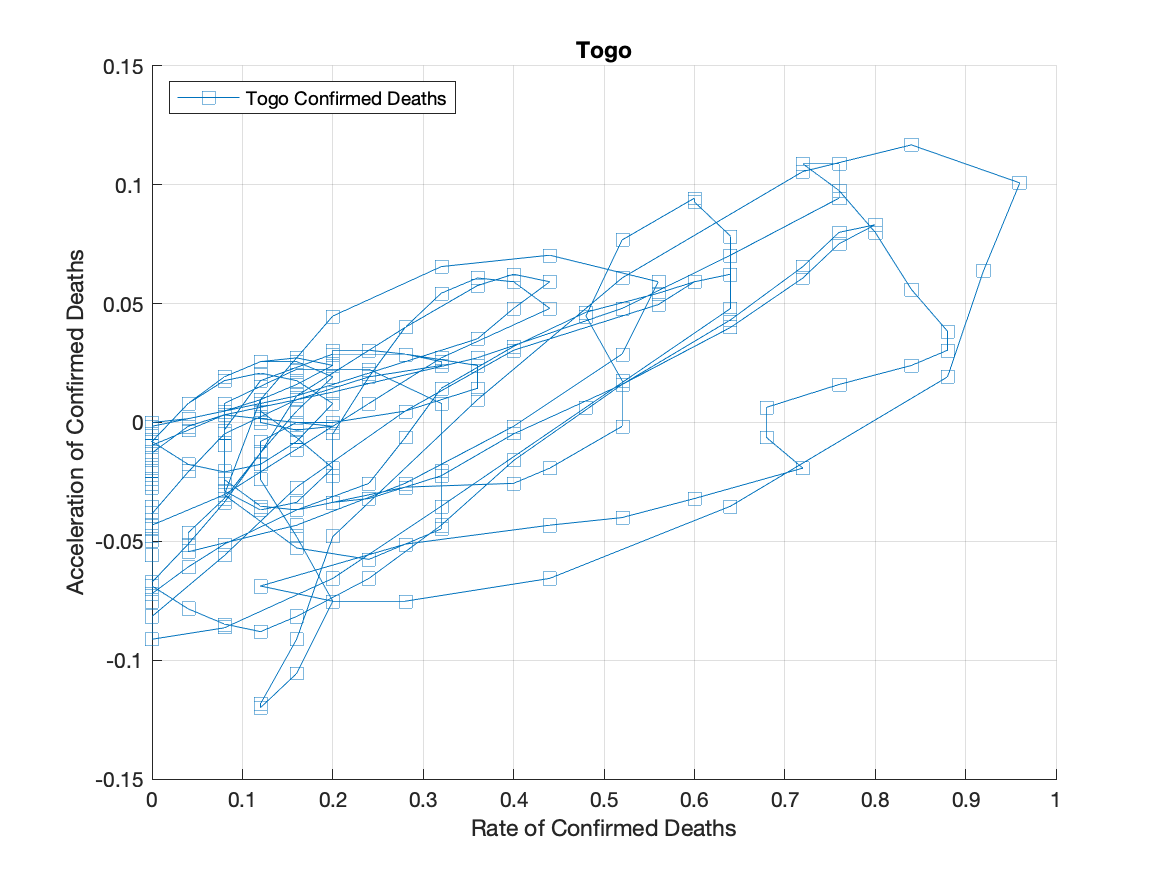 Togo
Togo Confirmed Deaths
0.15
0.1
0.05
0
-0.05
-0.1
-0.15
Acceleration of Confirmed Deaths
0 0.1 0.2 0.3 0.4 0.5 0.6 0.7 0.8 0.9 1
Rate of Confirmed Deaths